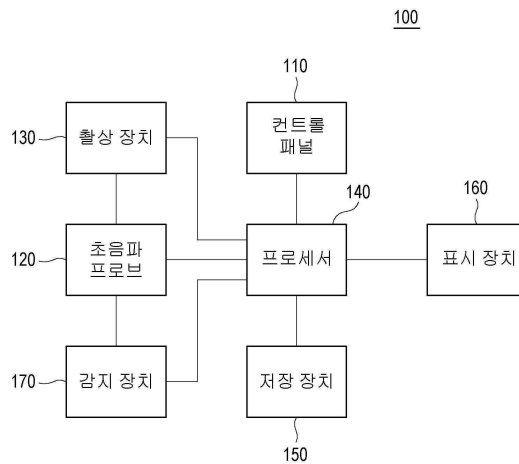 100
110
130
촬상 장치
컨트롤
패널
140
160
120
초음파
프로브
프로세서
표시 장치
170
감지 장치
저장 장치
150